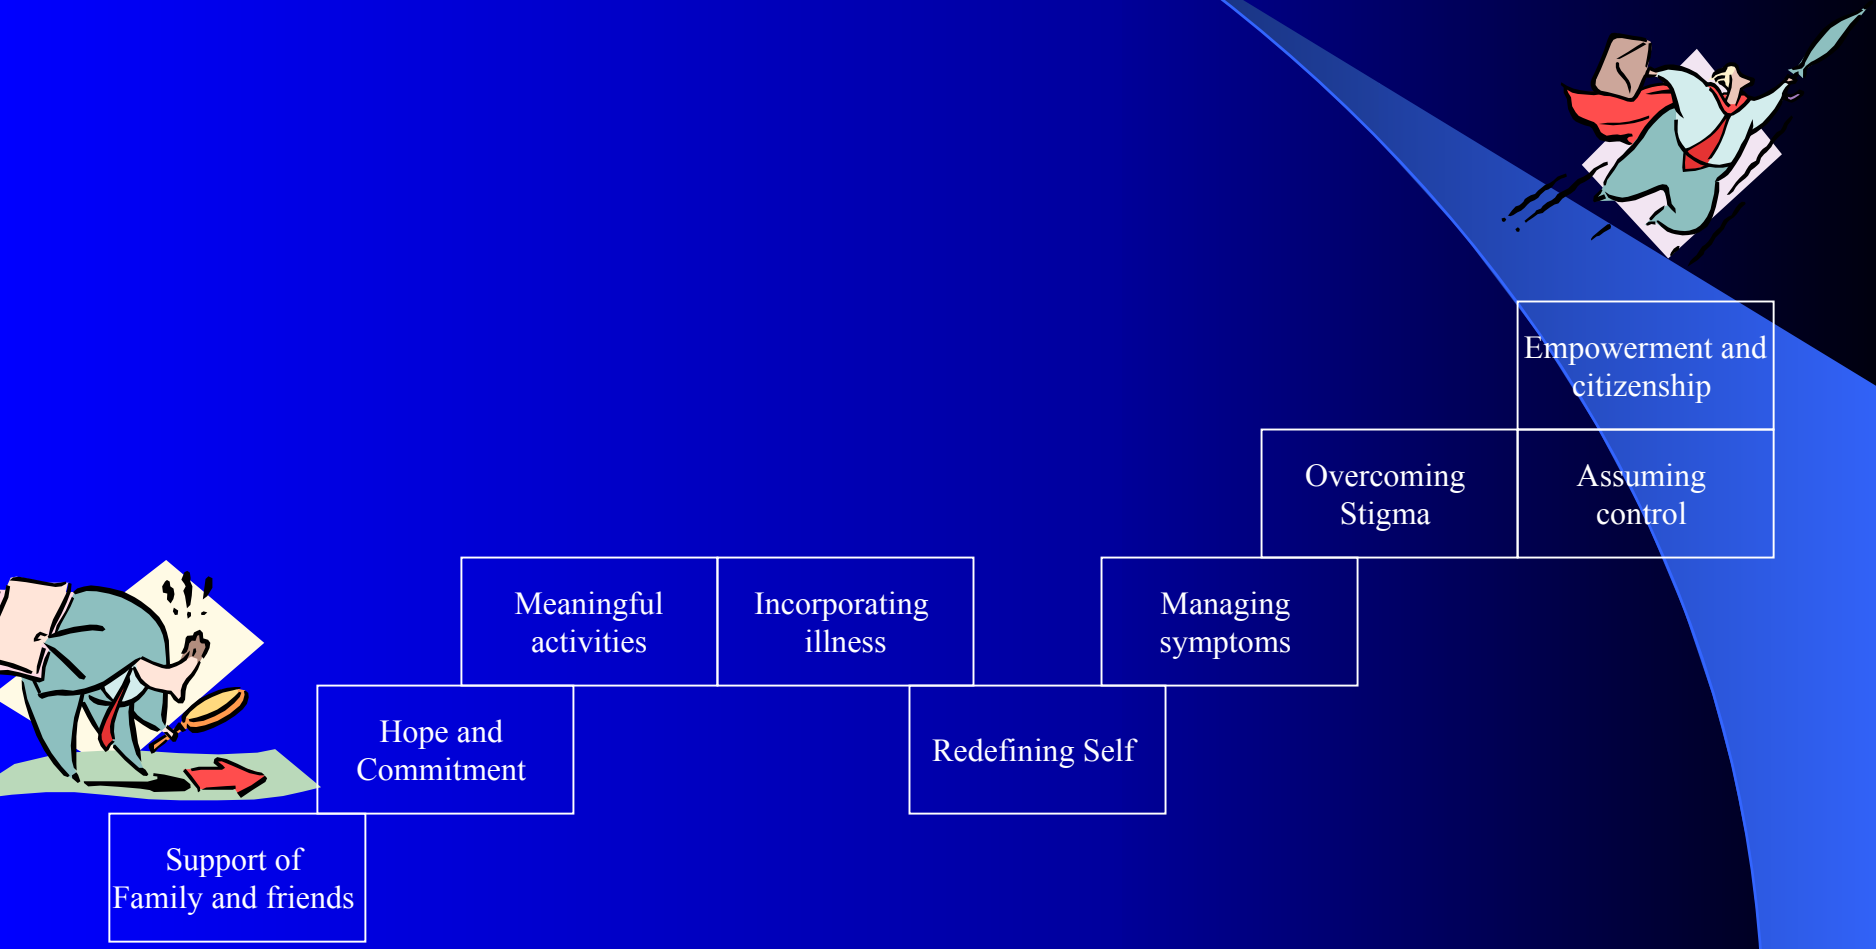 Empowerment and
citizenship
Overcoming
Stigma
Assuming
control
Meaningful
activities
Incorporating
illness
Managing
symptoms
Hope and
Commitment
Redefining Self
Support of
Family and friends